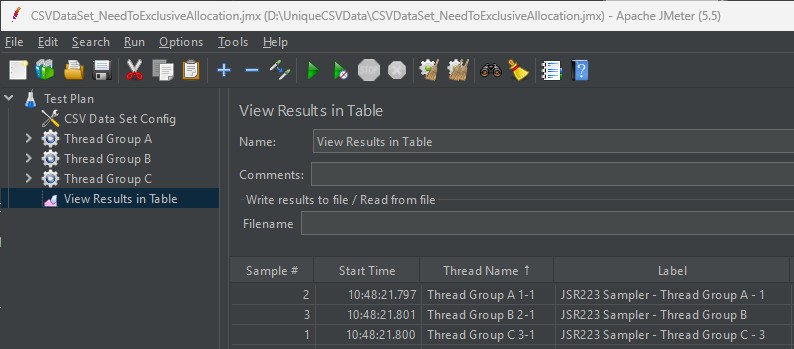 CSVDataSet_NeedToExclusiveAllocation.jmx (D:\UniqueCSVData\CSVDataSet_NeedToExclusiveAllocation.jmx) - Apache JMeter (5.5)
File Edit Search Run Options Tools Help
STOP
Test Plan
CSV Data Set Config
Thread Group A
Thread Group B
Thread Group C
View Results in Table
View Results in Table
Name: View Results in Table
Comments:
Write results to file / Read from file
Filename
Sample # Start Time Thread Name ↑ Label
2 10:48:21.797 Thread Group A 1-1 JSR223 Sampler - Thread Group A - 1
3 10:48:21.801 Thread Group B 2-1 JSR223 Sampler - Thread Group B
1 10:48:21.800 Thread Group C 3-1 JSR223 Sampler - Thread Group C - 3